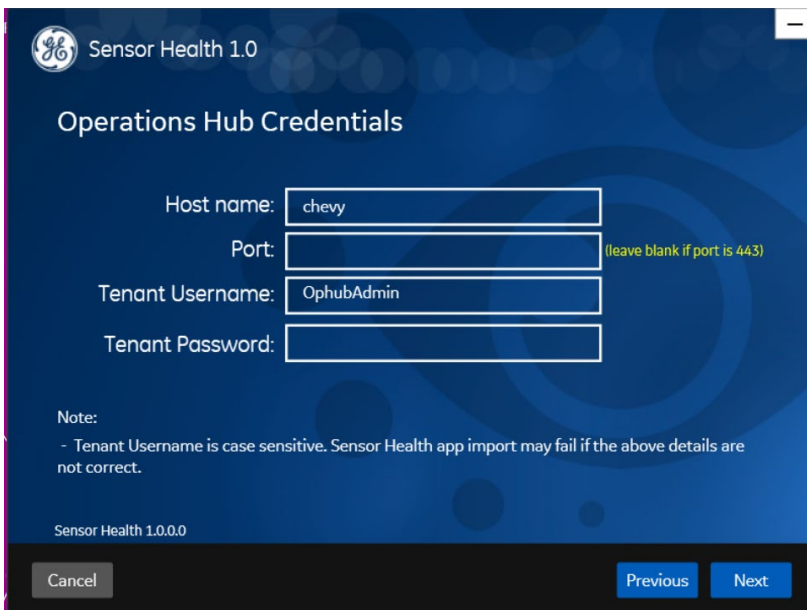 Sensor Health 1.0
Operations Hub Credentials
Host name: chevy
Port: (leave blank if port is 443)
Tenant Username: OphubAdmin
Tenant Password:
Note:
- Tenant Username is case sensitive. Sensor Health app import may fail if the above details are
not correct.
Sensor Health 1.0.0.0
Cancel Previous Next